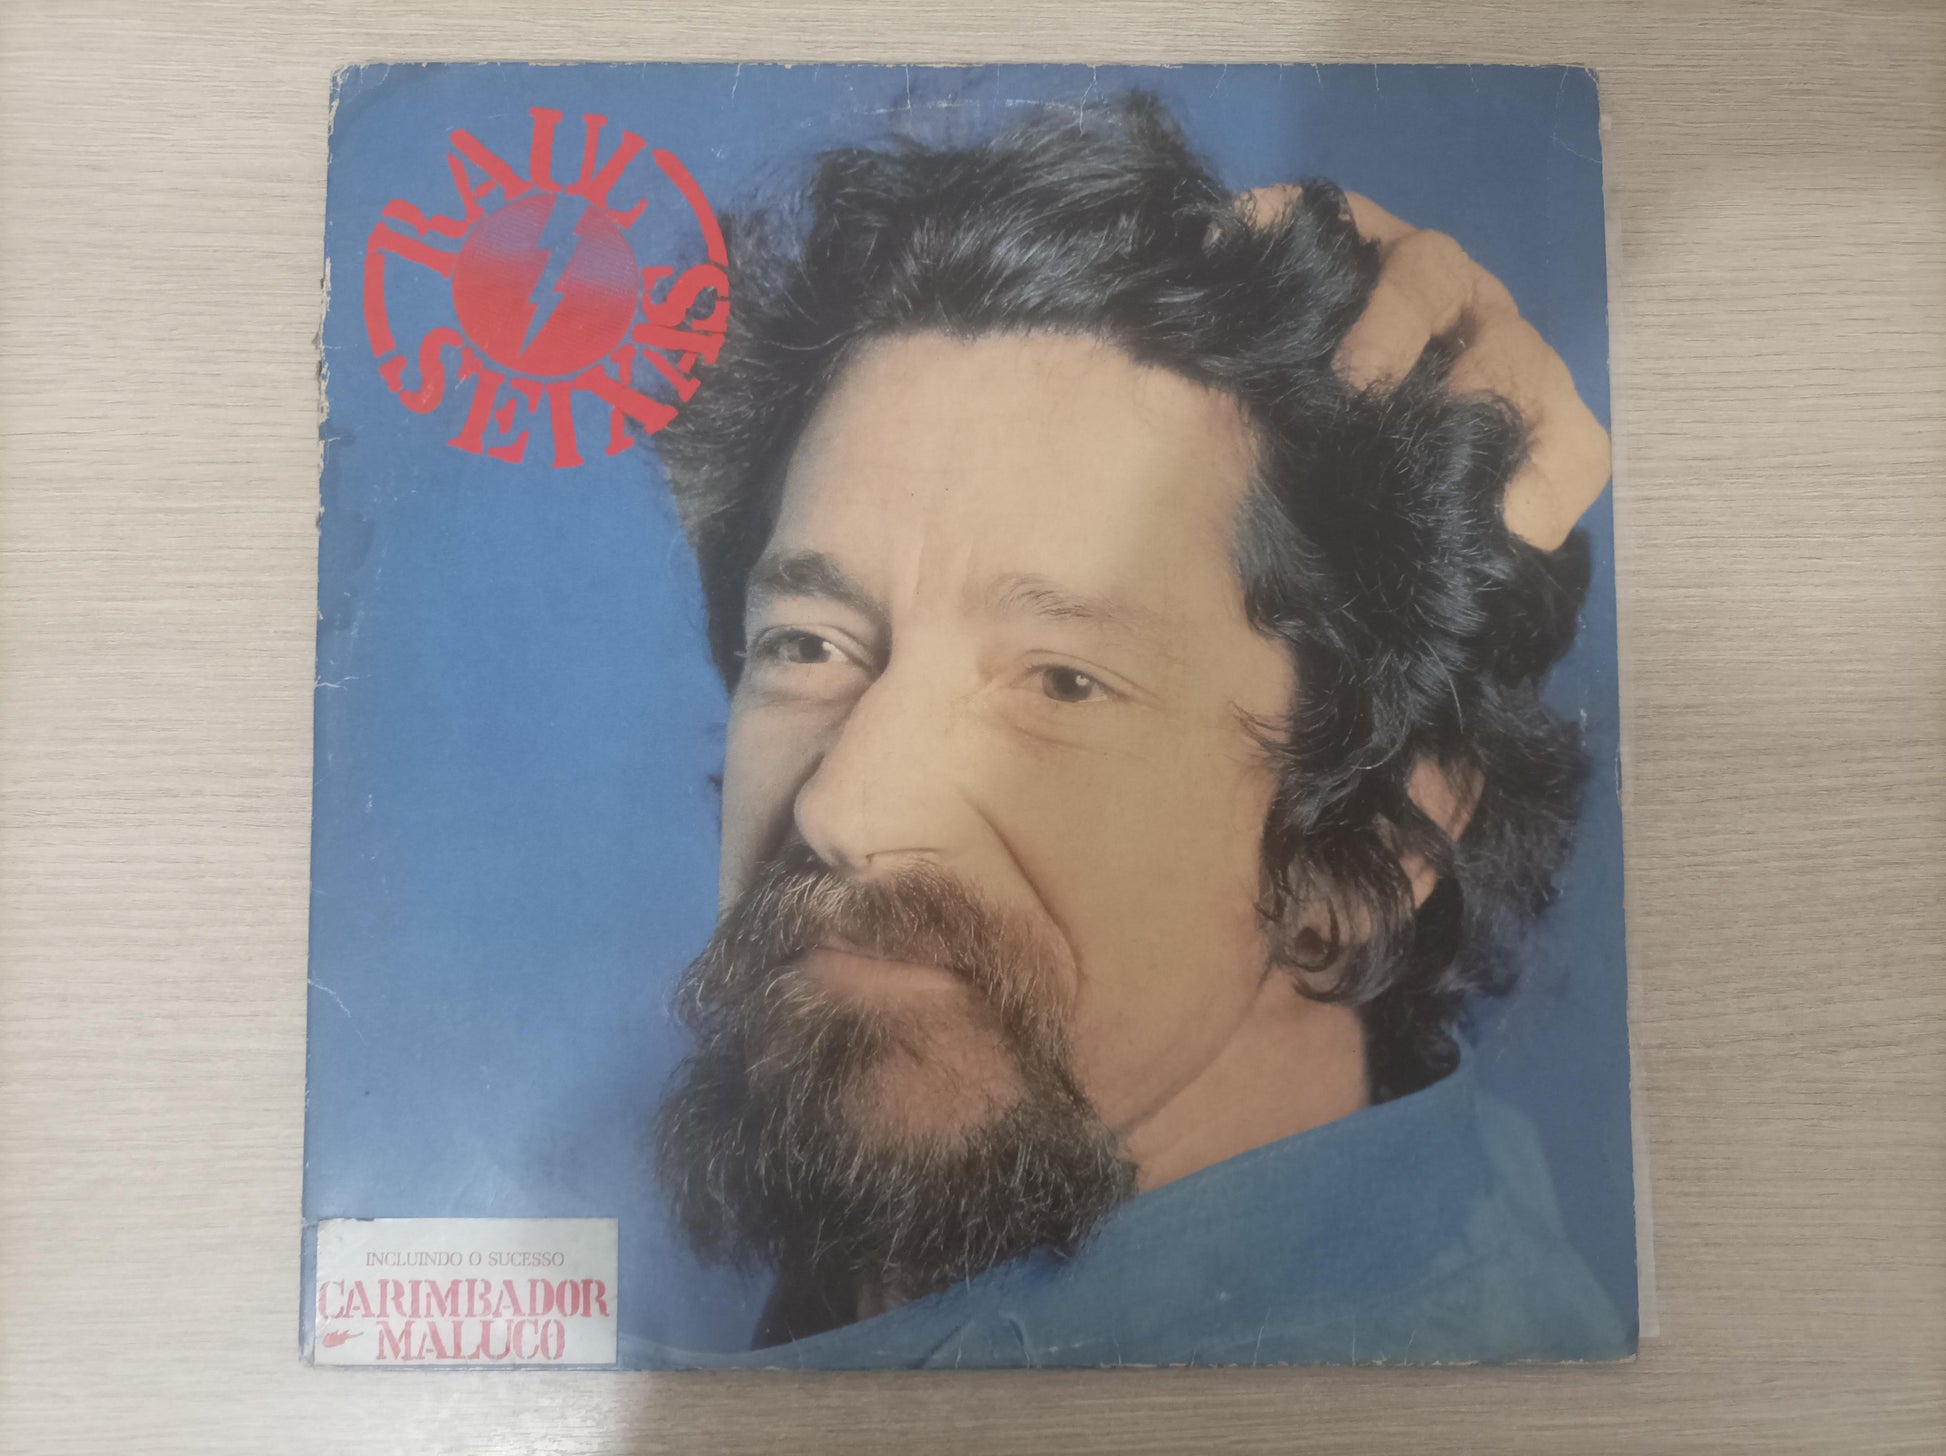 RAUL
SEIXAS
INCLUINDO O SUCESSO
CARIMBADOR
MALUCO